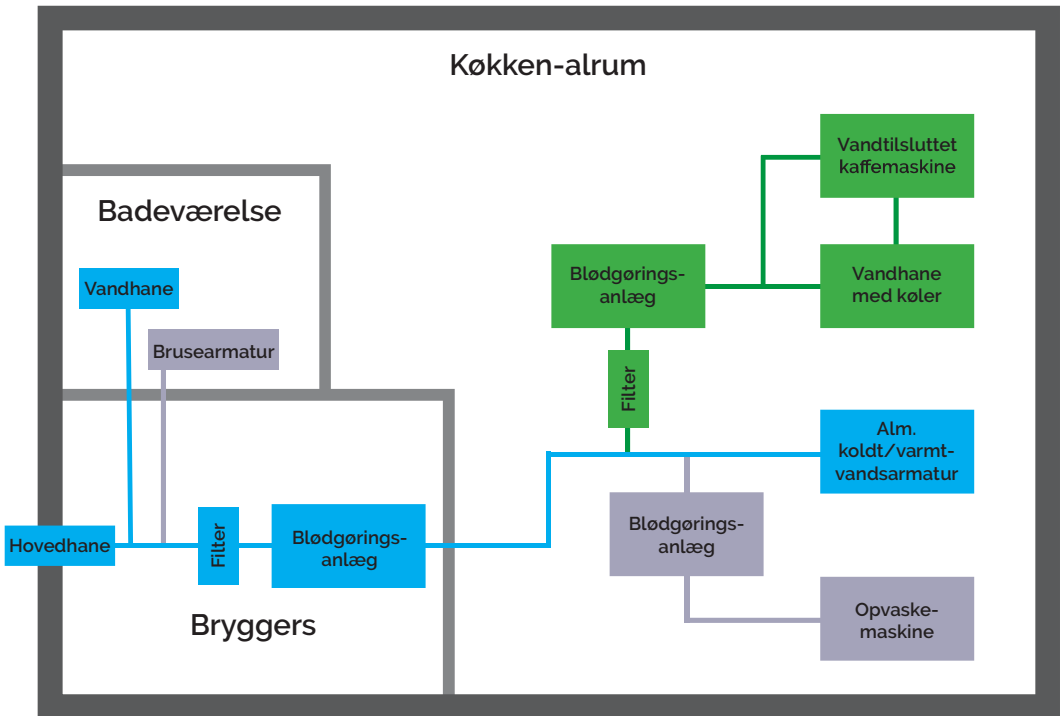 Køkken-alrum
Vandtilsluttet
kaffemaskine
Badeværelse
Blødgørings-
anlæg
Vandhane
med køler
Vandhane
Brusearmatur
Filter
Alm.
koldt/varmt-
vandsarmatur
Hovedhane
Filter
Blødgørings-
anlæg
Blødgørings-
anlæg
Bryggers
Opvaske-
maskine